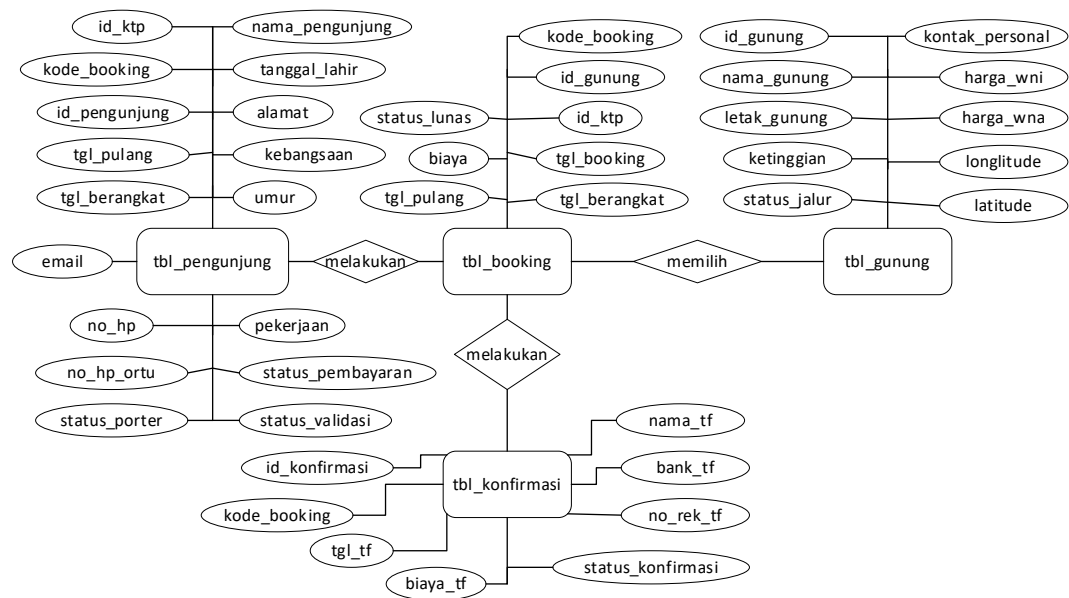 id_ktp
nama_pengunjung
kode_booking
tanggal_lahir
id_pengunjung
alamat
tgl_pulang
kebangsaan
tgl_berangkat
umur
email
tbl_pengunjung
melakukan
no_hp
pekerjaan
no_hp_ortu
status_pembayaran
status_porter
status_validasi
kode_booking
id_gunung
status_lunas
id_ktp
biaya
tgl_booking
tgl_pulang
tgl_berangkat
tbl_booking
memilih
id_gunung
kontak_personal
nama_gunung
harga_wni
letak_gunung
harga_wna
ketinggian
longlitude
status_jalur
latitude
tbl_gunung
melakukan
nama_tf
id_konfirmasi
bank_tf
tbl_konfirmasi
kode_booking
no_rek_tf
tgl_tf
status_konfirmasi
biaya_tf